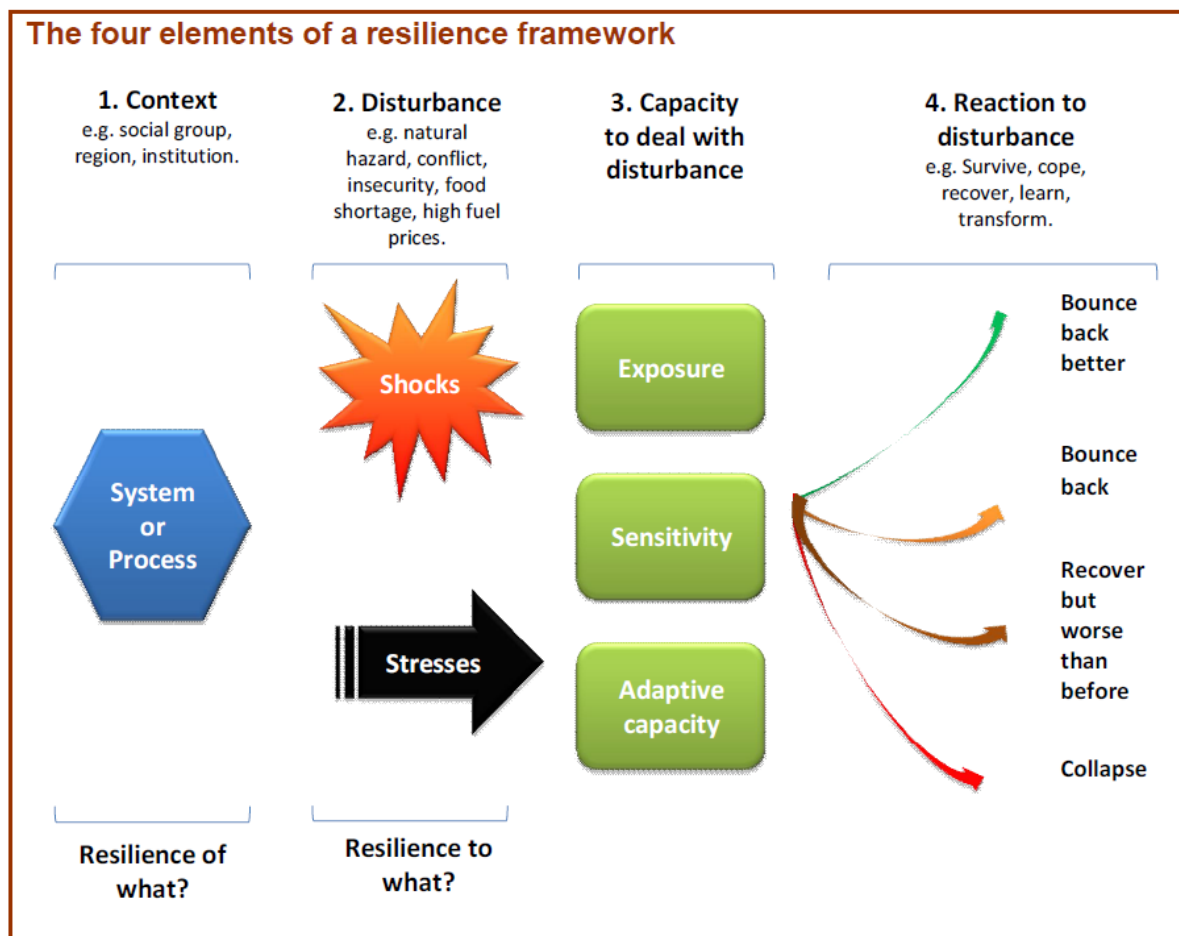 The four elements of a resilience framework
1. Context
e.g. social group,
region, institution.
2. Disturbance
e.g. natural
hazard, conflict,
insecurity, food
shortage, high fuel
prices.
3. Capacity
to deal with
disturbance
4. Reaction to
disturbance
e.g. Survive, cope,
recover, learn,
transform.
System
or
Process
Shocks
Stresses
Exposure
Sensitivity
Adaptive
capacity
Bounce
back
better
Bounce
back
Recover
but
worse
than
before
Collapse
Resilience of
what?
Resilience to
what?